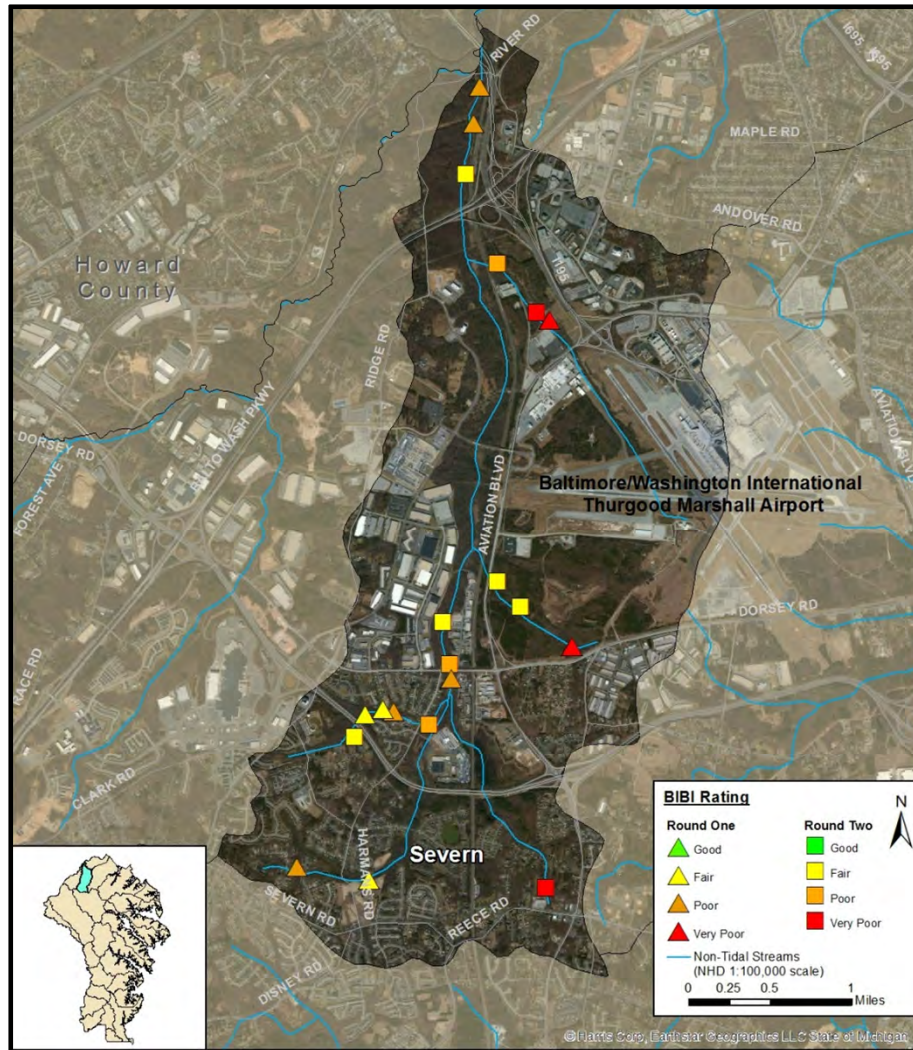 RIVER RD
I695
I695
MAPLE RD
ANDOVER RD
I195
Howard
County
RIDGE RD
BALTO WASH PKWY
DORSEY RD
FOREST AVE
AVIATION BLVD
AVIATION BLVD
Baltimore/Washington International
Thurgood Marshall Airport
DORSEY RD
RACE RD
CLARK RD
HARMANS RD
Severn
SEVERN RD
REECE RD
DISNEY RD
BIBI Rating
N
Round One
Round Two
Good
Good
Fair
Fair
Poor
Poor
Very Poor
Very Poor
Non-Tidal Streams
(NHD 1:100,000 scale)
0 0.25 0.5 1
Miles
© Harris Corp, Earthstar Geographics LLC State of Michigan